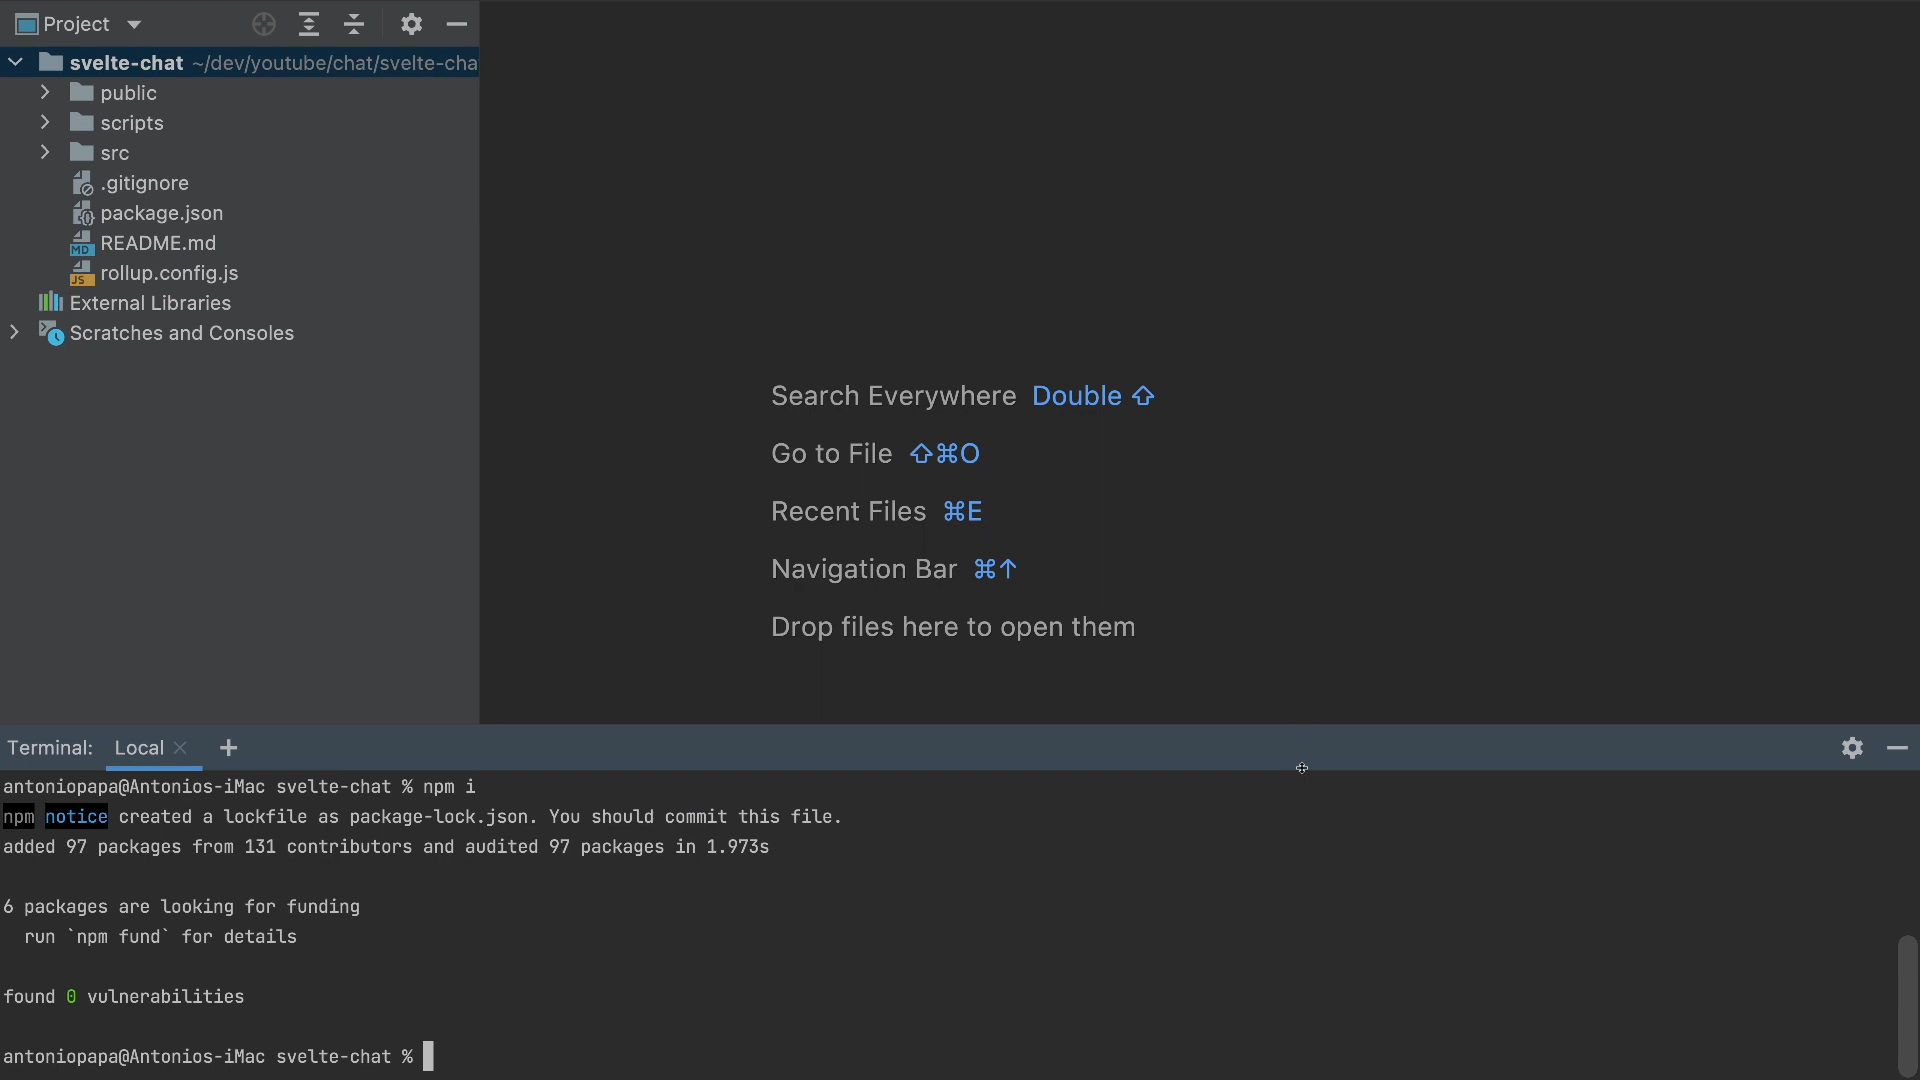 Project
svelte-chat ~/dev/youtube/chat/svelte-cha
public
scripts
src
.gitignore
package.json
MD README.md
JS rollup.config.js
External Libraries
Scratches and Consoles
Search Everywhere Double ⇧
Go to File ⇧⌘O
Recent Files ⌘E
Navigation Bar ⌘↑
Drop files here to open them
Terminal: Local × +
antoniopapa@Antonios-iMac svelte-chat % npm i
npm notice created a lockfile as package-lock.json. You should commit this file.
added 97 packages from 131 contributors and audited 97 packages in 1.973s
6 packages are looking for funding
run `npm fund` for details
found 0 vulnerabilities
antoniopapa@Antonios-iMac svelte-chat %